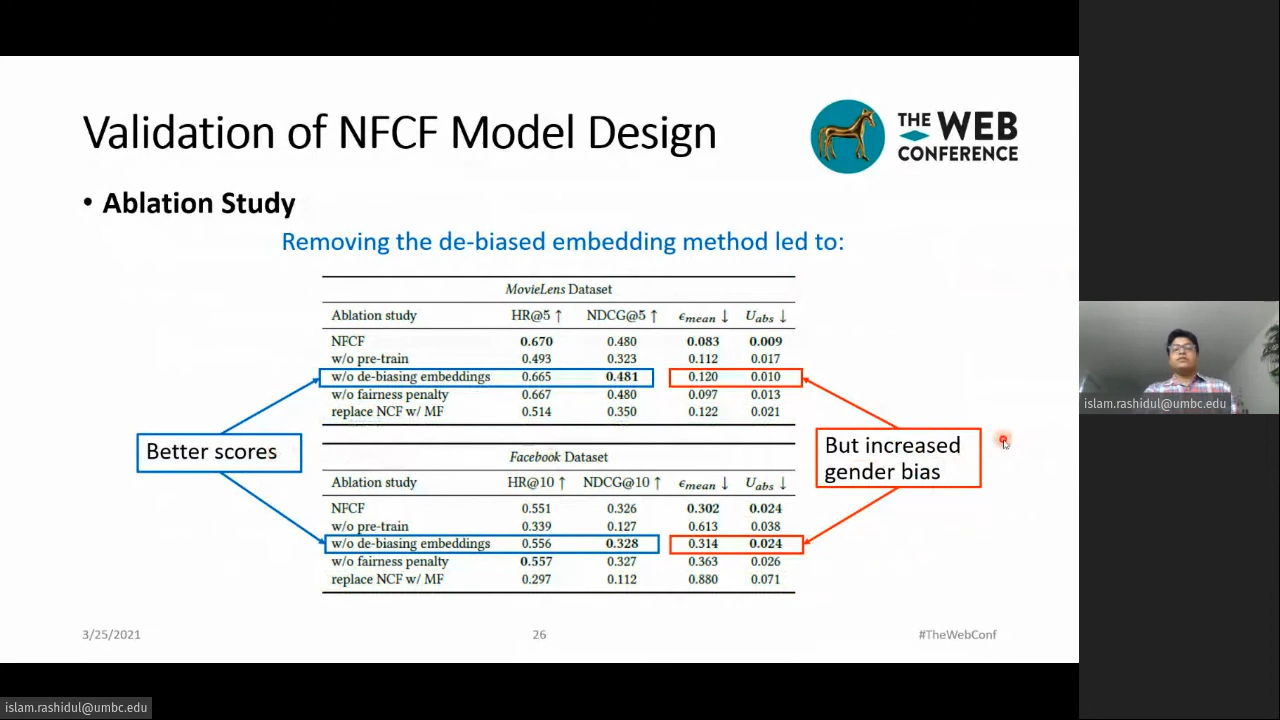 Validation of NFCF Model Design
THE WEB
CONFERENCE
• Ablation Study
Removing the de-biased embedding method led to:
MovieLens Dataset
Ablation study HR@5 ↑ NDCG@5 ↑ ϵmean ↓ Uabs ↓
NFCF 0.670 0.480 0.083 0.009
w/o pre-train 0.493 0.323 0.112 0.017
w/o de-biasing embeddings 0.665 0.481 0.120 0.010
w/o fairness penalty 0.667 0.480 0.097 0.013
replace NCF w/ MF 0.514 0.350 0.122 0.021
Better scores
But increased
gender bias
Facebook Dataset
Ablation study HR@10 ↑ NDCG@10 ↑ ϵmean ↓ Uabs ↓
NFCF 0.551 0.326 0.302 0.024
w/o pre-train 0.339 0.127 0.613 0.038
w/o de-biasing embeddings 0.556 0.328 0.314 0.024
w/o fairness penalty 0.557 0.327 0.363 0.026
replace NCF w/ MF 0.297 0.112 0.880 0.071
3/25/2021
26
#TheWebConf
islam.rashidul@umbc.edu
islam.rashidul@umbc.edu